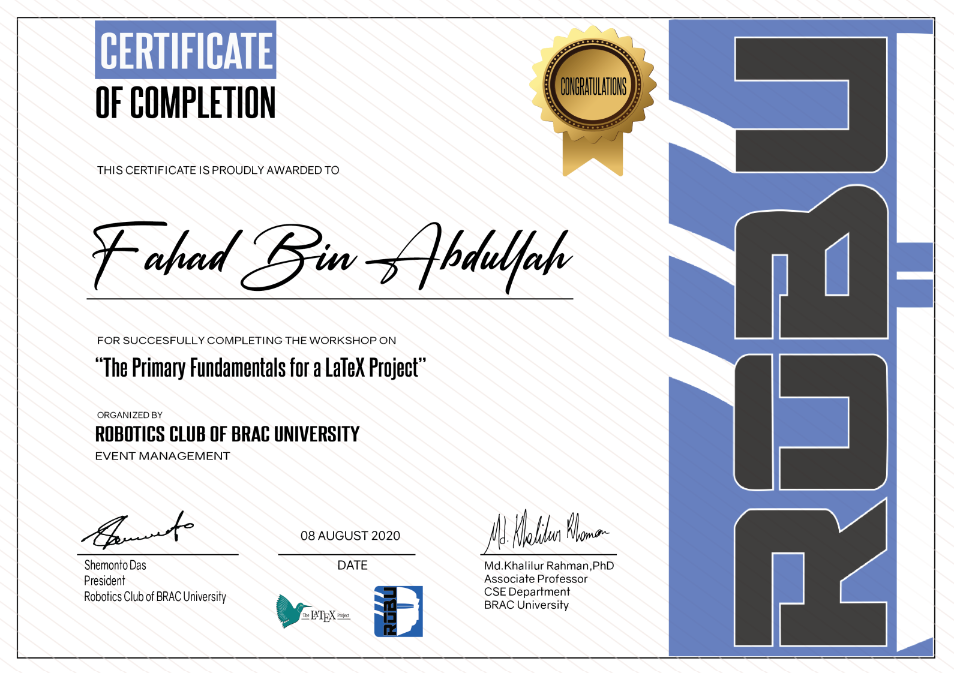 CERTIFICATE
OF COMPLETION
CONGRATULATIONS
THIS CERTIFICATE IS PROUDLY AWARDED TO
Fahad Bin Abdullah
FOR SUCCESFULLY COMPLETING THE WORKSHOP ON
“The Primary Fundamentals for a LaTeX Project”
ORGANIZED BY
ROBOTICS CLUB OF BRAC UNIVERSITY
EVENT MANAGEMENT
Shemonto
Shemonto Das
President
Robotics Club of BRAC University
08 AUGUST 2020
DATE
The LATEX Project
ROBU
Md. Khalilur Rhaman
Md.Khalilur Rahman,PhD
Associate Professor
CSE Department
BRAC University
ROBU